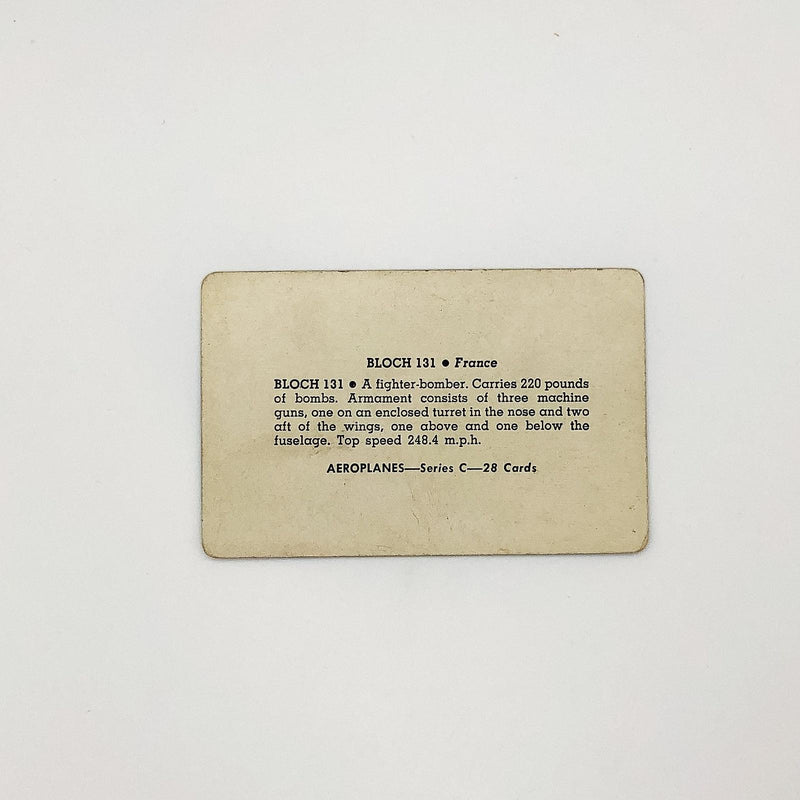 BLOCH 131 ● France
BLOCH 131 ● A fighter-bomber. Carries 220 pounds
of bombs. Armament consists of three machine
guns, one on an enclosed turret in the nose and two
aft of the wings, one above and one below the
fuselage. Top speed 248.4 m.p.h.
AEROPLANES—Series C—28 Cards